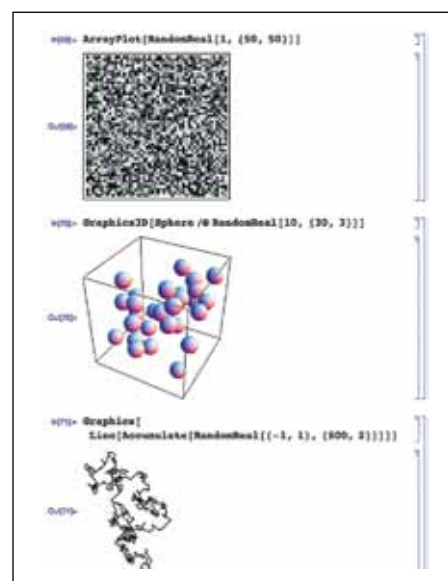 ArrayPlot[RandomReal[1, {50, 50}]]
Graphics3D[Sphere /@ RandomReal[10, {30, 3}]]
Graphics[
Line[Accumulate[RandomReal[{-1, 1}, {500, 2}]]]]